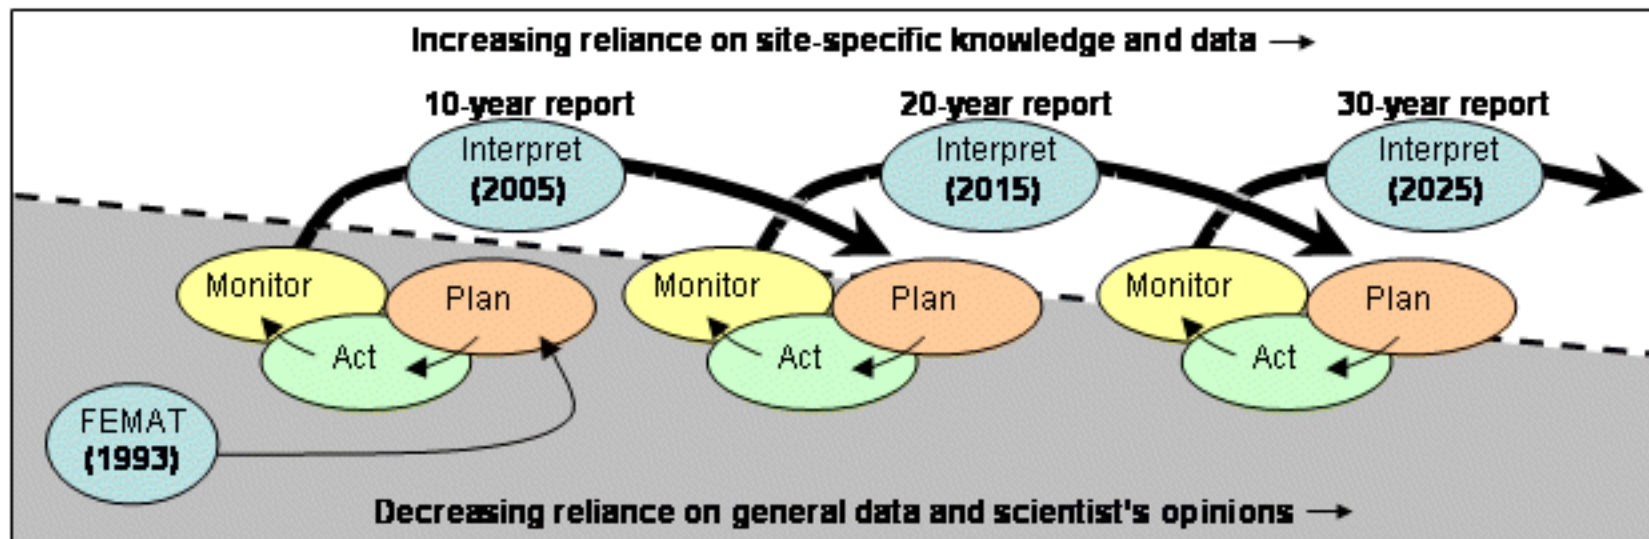 Increasing reliance on site-specific knowledge and data →
10-year report
20-year report
30-year report
Interpret
(2005)
Interpret
(2015)
Interpret
(2025)
Monitor
Plan
Act
Monitor
Plan
Act
Monitor
Plan
Act
FEMAT
(1993)
Decreasing reliance on general data and scientist's opinions →